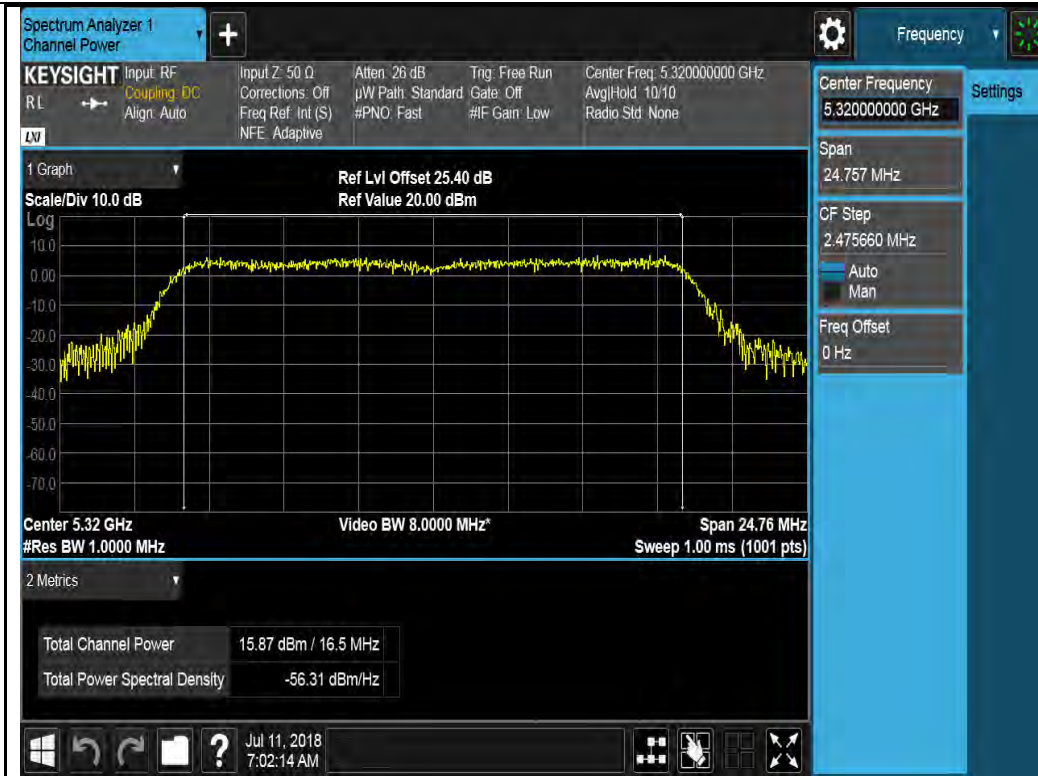 Spectrum Analyzer 1
Channel Power
+
Frequency
KEYSIGHT
R L
LXI
Input: RF
Coupling: DC
Align: Auto
Input Z: 50 Ω
Corrections: Off
Freq Ref: Int (S)
NFE: Adaptive
Atten: 26 dB
µW Path: Standard
#PNO: Fast
Trig: Free Run
Gate: Off
#IF Gain: Low
Center Freq: 5.320000000 GHz
Avg|Hold: 10/10
Radio Std: None
Center Frequency
5.320000000 GHz
Settings
Span
24.757 MHz
CF Step
2.475660 MHz
Auto
Man
Freq Offset
0 Hz
1 Graph
Scale/Div 10.0 dB
Ref Lvl Offset 25.40 dB
Ref Value 20.00 dBm
Log
10.0
0.00
-10.0
-20.0
-30.0
-40.0
-50.0
-60.0
-70.0
Center 5.32 GHz
#Res BW 1.0000 MHz
Video BW 8.0000 MHz*
Span 24.76 MHz
Sweep 1.00 ms (1001 pts)
2 Metrics
Total Channel Power 15.87 dBm / 16.5 MHz
Total Power Spectral Density -56.31 dBm/Hz
?
Jul 11, 2018
7:02:14 AM